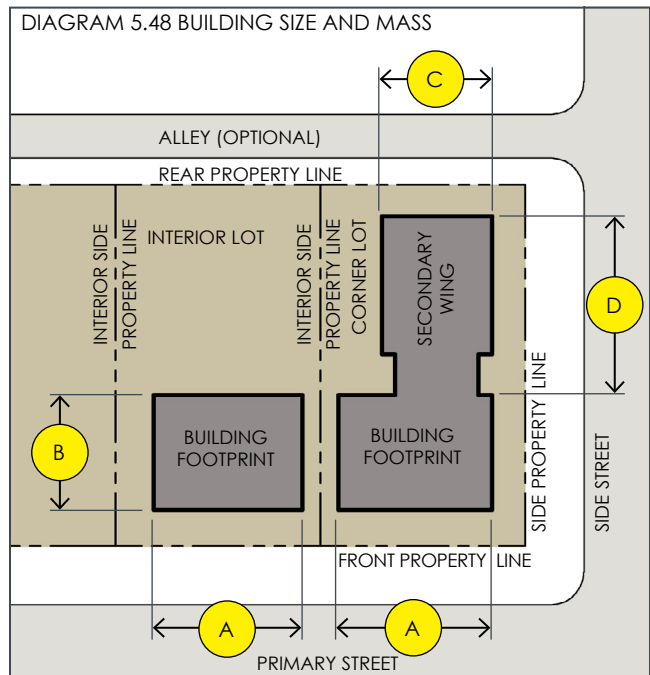 DIAGRAM 5.48 BUILDING SIZE AND MASS
C
ALLEY (OPTIONAL)
REAR PROPERTY LINE
INTERIOR SIDE
PROPERTY LINE
INTERIOR LOT
INTERIOR SIDE
PROPERTY LINE
CORNER LOT
SECONDARY
WING
D
B
BUILDING
FOOTPRINT
BUILDING
FOOTPRINT
SIDE PROPERTY LINE
SIDE STREET
FRONT PROPERTY LINE
A
A
PRIMARY STREET